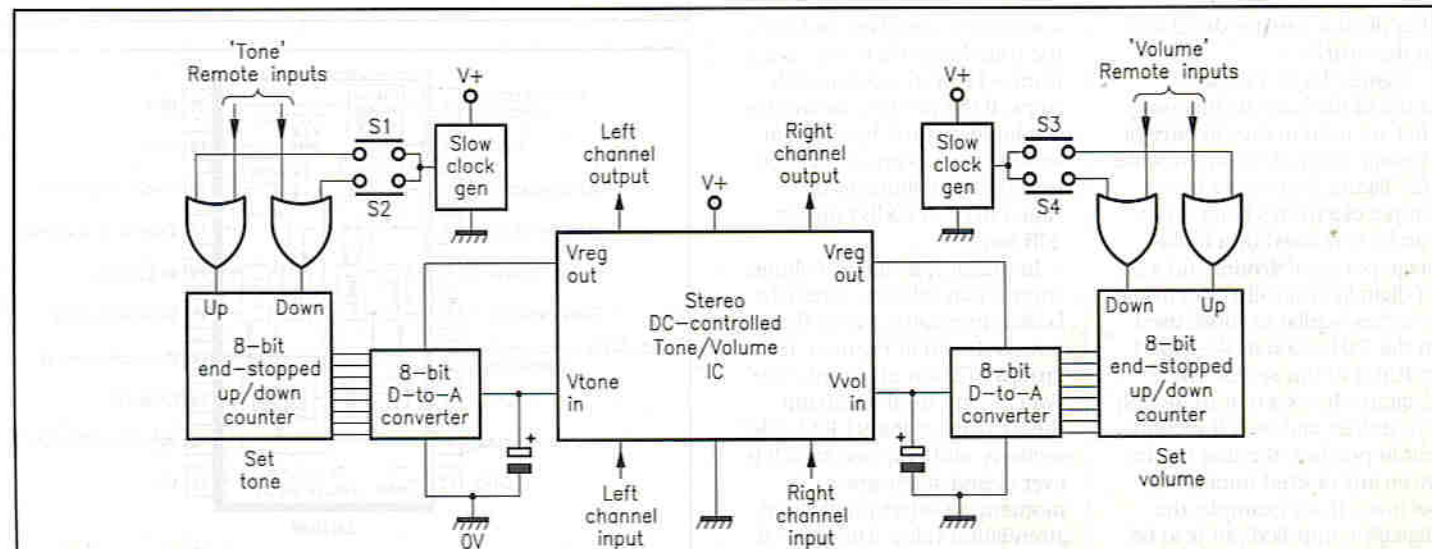 'Tone'
Remote inputs
S1
S2
V+
Slow
clock
gen
Left
channel
output
Right
channel
output
V+
V+
Slow
clock
gen
S3
S4
'Volume'
Remote inputs
Up
Down
8-bit
end-stopped
up/down
counter
Set
tone
8-bit
D-to-A
converter
0V
Vreg
out
Vtone
in
+
Stereo
DC-controlled
Tone/Volume
IC
Vreg
out
Vvol
in
+
Left
channel
input
Right
channel
input
8-bit
D-to-A
converter
Down
Up
8-bit
end-stopped
up/down
counter
Set
volume